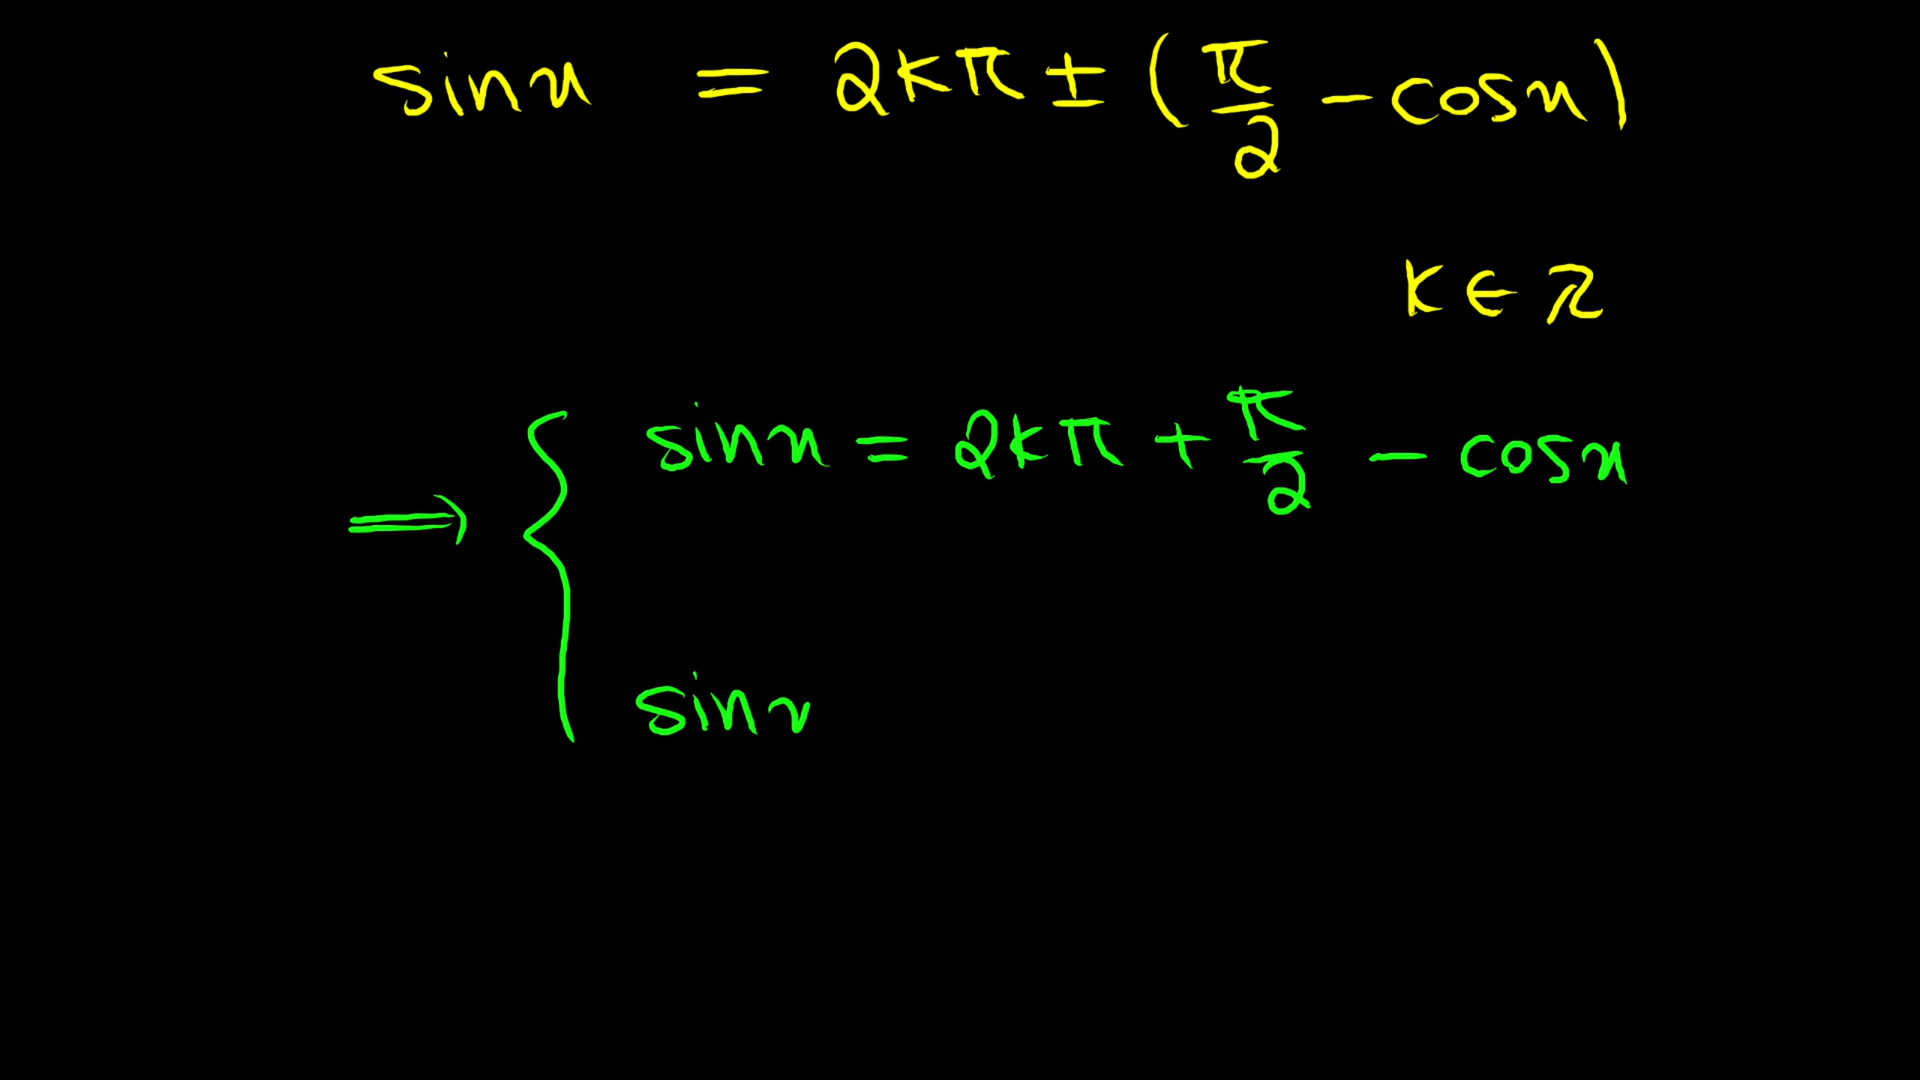 sinx = 2kπ ± (π/2 - cosx)
k ∈ ℤ
⟹ { sinx = 2kπ + π/2 - cosx
sinx